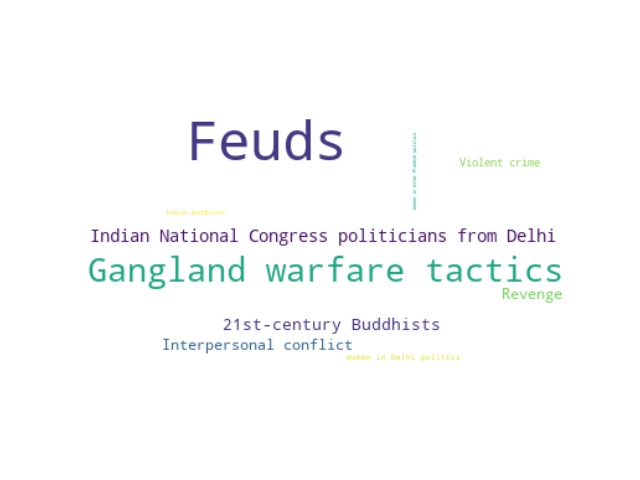 Feuds
Women in Uttar Pradesh politics
Violent crime
Indian Buddhists
Indian National Congress politicians from Delhi
Gangland warfare tactics
Revenge
21st-century Buddhists
Interpersonal conflict
Women in Delhi politics